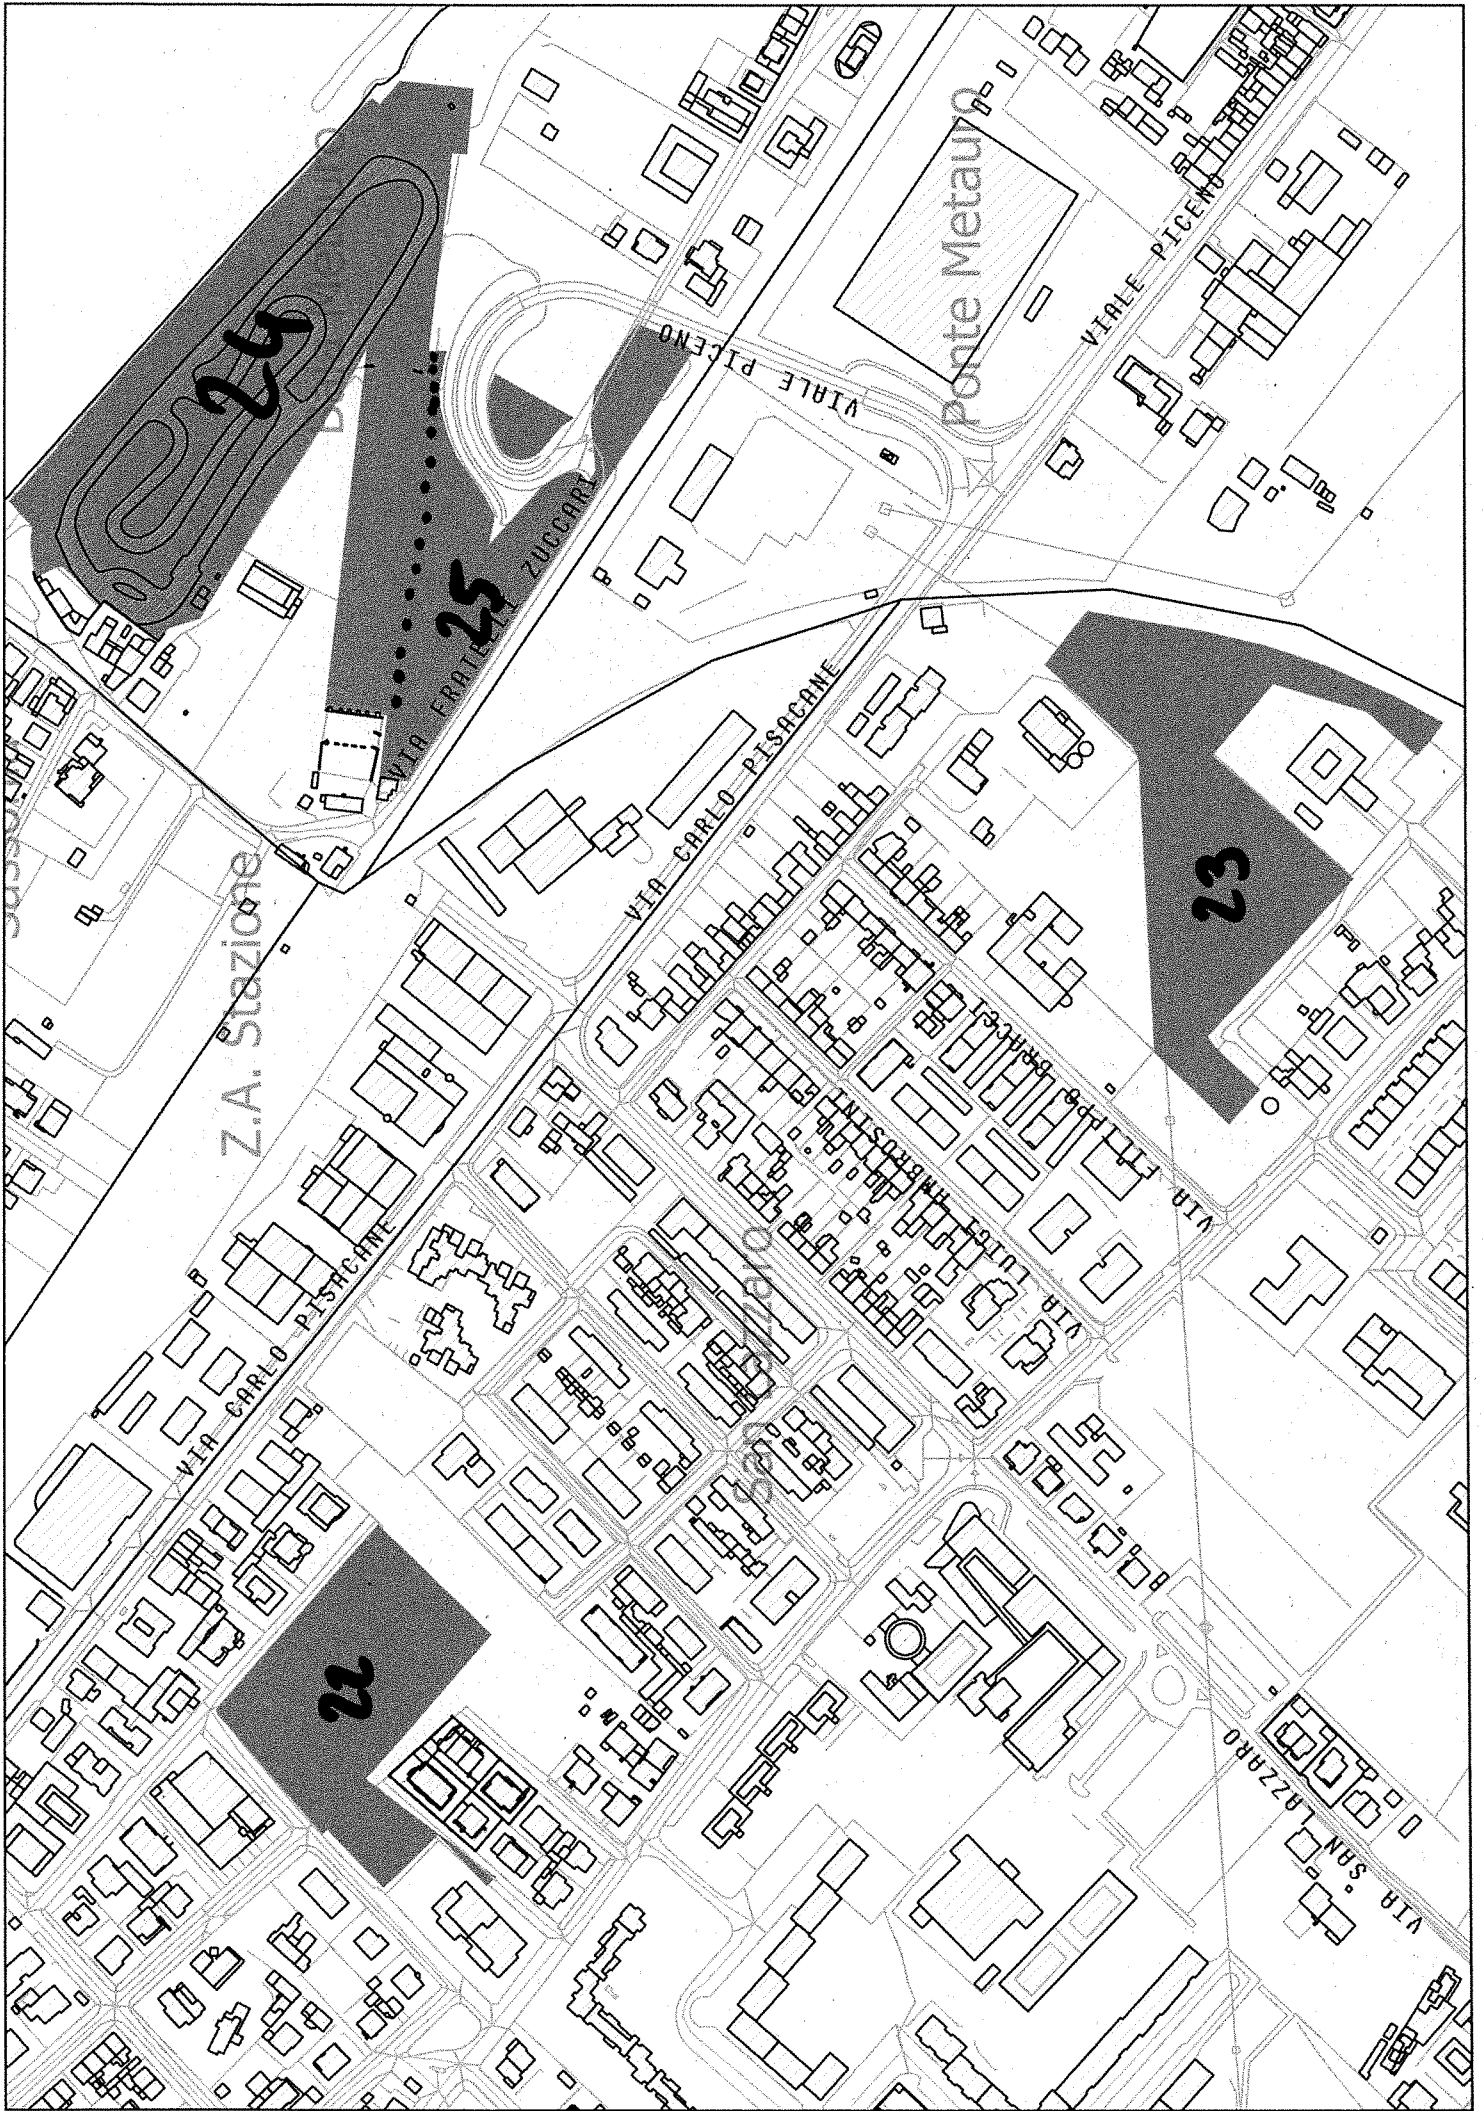 24
VIALE PICENO
Ponte Metauro
VIALE PICENO
25
VIA FRATELLI ZUCCARI
VIA CARLO PISACANE
23
Z.A. Stazione
VIA FILIPPO BRACCI
VIA LUIGI AMBROSINI
VIA CARLO PISACANE
San Lazzaro
22
VIA SAN LAZZARO